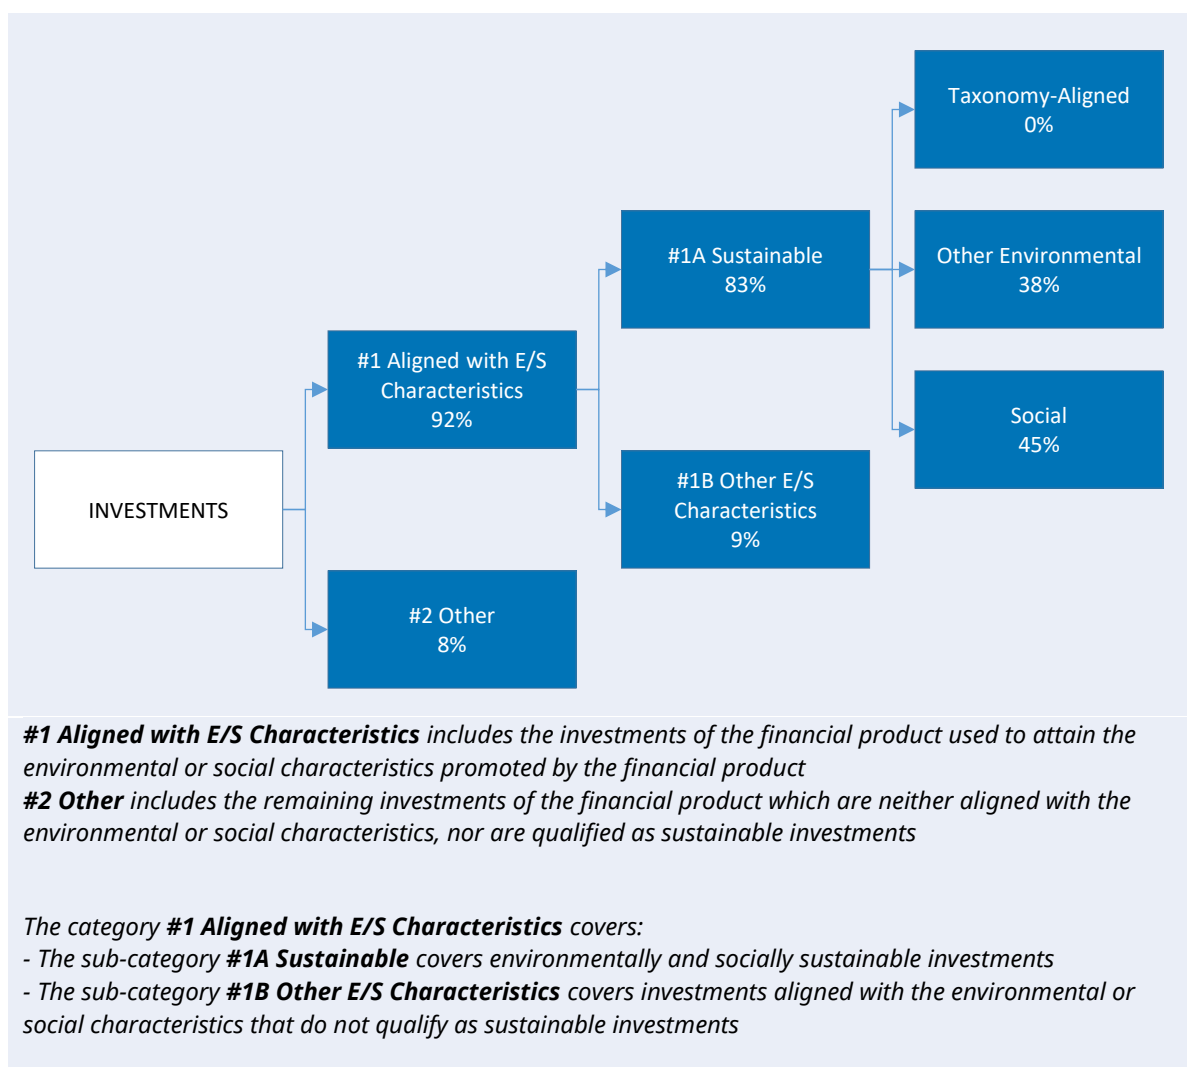 Taxonomy-Aligned
0%
#1A Sustainable
83%
Other Environmental
38%
#1 Aligned with E/S
Characteristics
92%
Social
45%
INVESTMENTS
#1B Other E/S
Characteristics
9%
#2 Other
8%
#1 Aligned with E/S Characteristics includes the investments of the financial product used to attain the
environmental or social characteristics promoted by the financial product
#2 Other includes the remaining investments of the financial product which are neither aligned with the
environmental or social characteristics, nor are qualified as sustainable investments
The category #1 Aligned with E/S Characteristics covers:
- The sub-category #1A Sustainable covers environmentally and socially sustainable investments
- The sub-category #1B Other E/S Characteristics covers investments aligned with the environmental or
social characteristics that do not qualify as sustainable investments